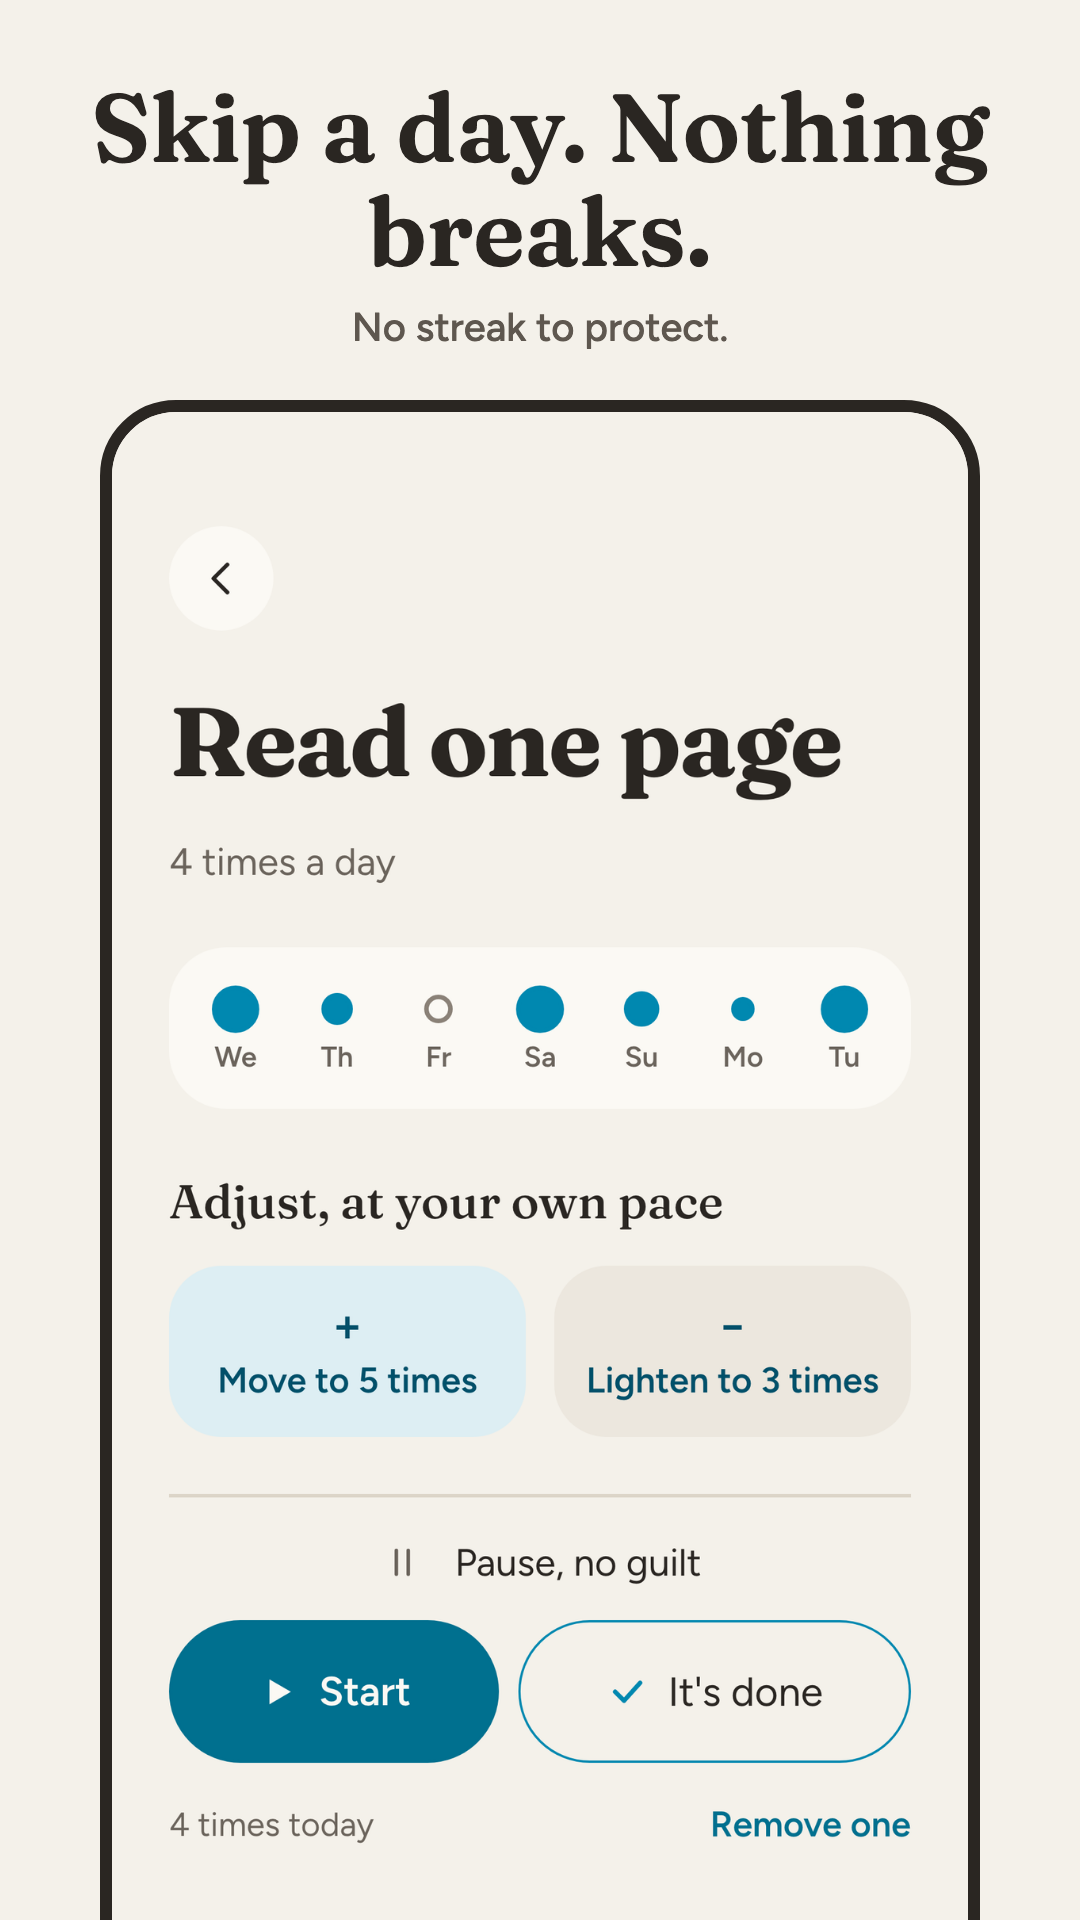 Skip a day. Nothing
breaks.
No streak to protect.
Read one page
4 times a day
We Th Fr Sa Su Mo Tu
Adjust, at your own pace
+ −
Move to 5 times Lighten to 3 times
Pause, no guilt
Start It's done
4 times today Remove one